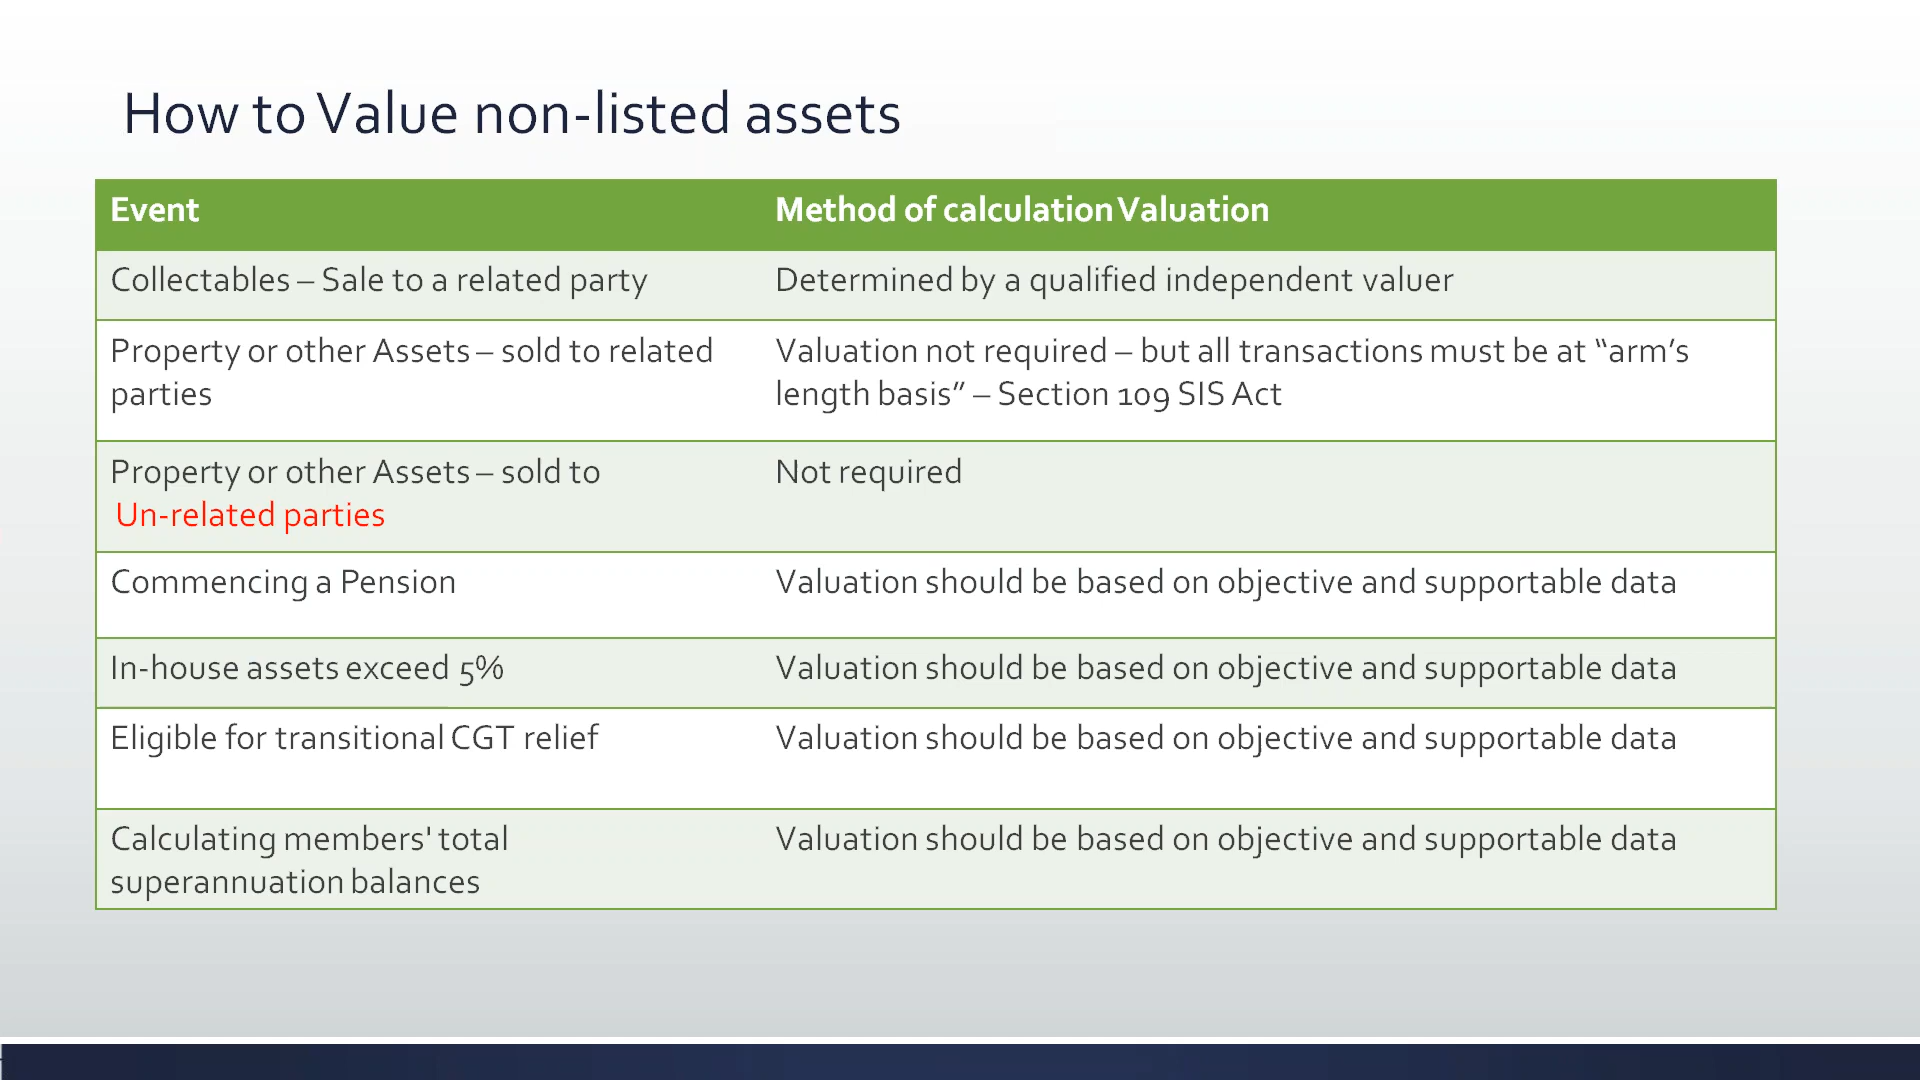 How to Value non-listed assets
Event
Method of calculation Valuation
Collectables – Sale to a related party
Determined by a qualified independent valuer
Property or other Assets – sold to related
parties
Valuation not required – but all transactions must be at “arm’s
length basis” – Section 109 SIS Act
Property or other Assets – sold to
Un-related parties
Not required
Commencing a Pension
Valuation should be based on objective and supportable data
In-house assets exceed 5%
Valuation should be based on objective and supportable data
Eligible for transitional CGT relief
Valuation should be based on objective and supportable data
Calculating members' total
superannuation balances
Valuation should be based on objective and supportable data